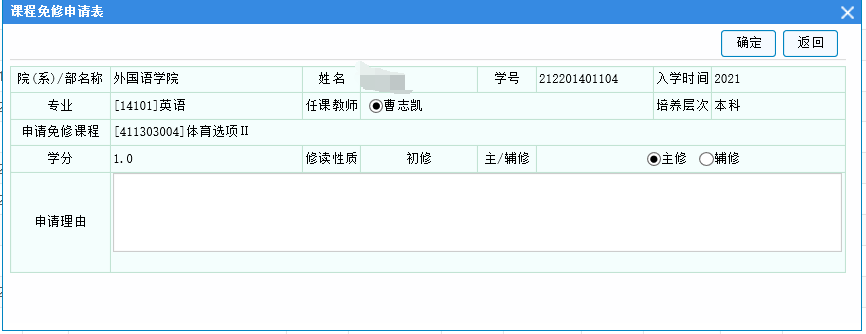 课程免修申请表
确定 返回
院(系)/部名称 外国语学院 姓名 学号 212201401104 入学时间 2021
专业 [14101]英语 任课教师 曹志凯 培养层次 本科
申请免修课程 [411303004]体育选项Ⅱ
学分 1.0 修读性质 初修 主/辅修 主修 辅修
申请理由